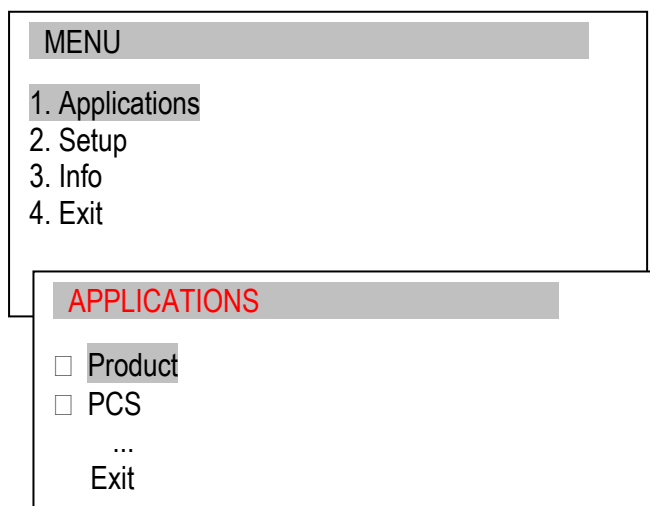 MENU
1. Applications
2. Setup
3. Info
4. Exit
APPLICATIONS
Product
PCS
...
Exit